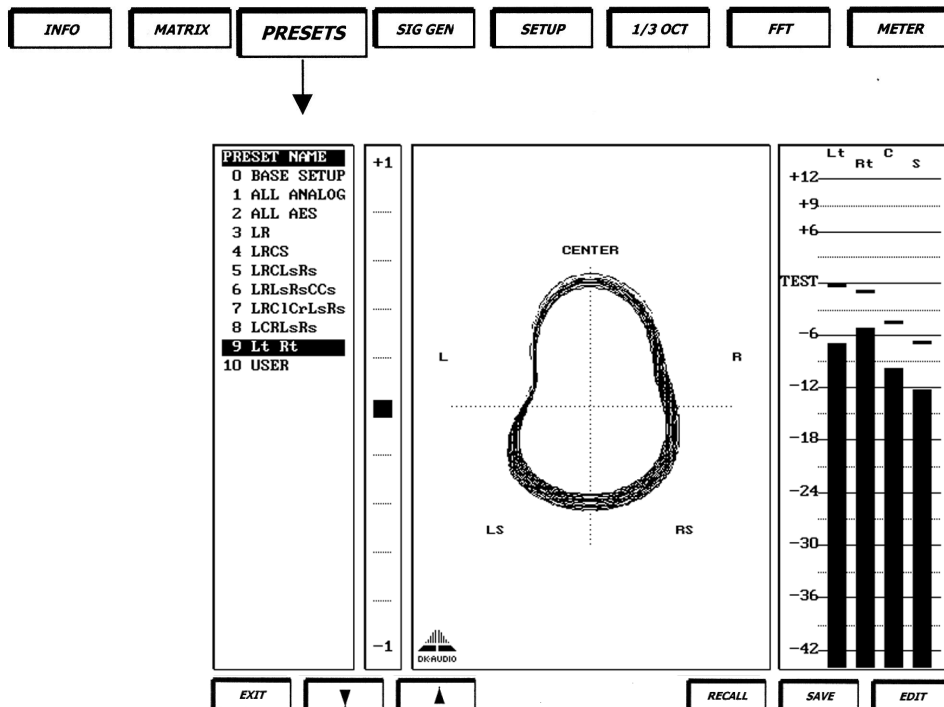 INFO
MATRIX
PRESETS
SIG GEN
SETUP
1/3 OCT
FFT
METER
PRESET NAME
0 BASE SETUP
1 ALL ANALOG
2 ALL AES
3 LR
4 LRCS
5 LRCLsRs
6 LRLsRsCCs
7 LRClCrLsRs
8 LCRLsRs
9 Lt Rt
10 USER
+1
-1
CENTER
L
R
LS
RS
DK-AUDIO
Lt
Rt
C
S
+12
+9
+6
TEST
-6
-12
-18
-24
-30
-36
-42
EXIT
RECALL
SAVE
EDIT